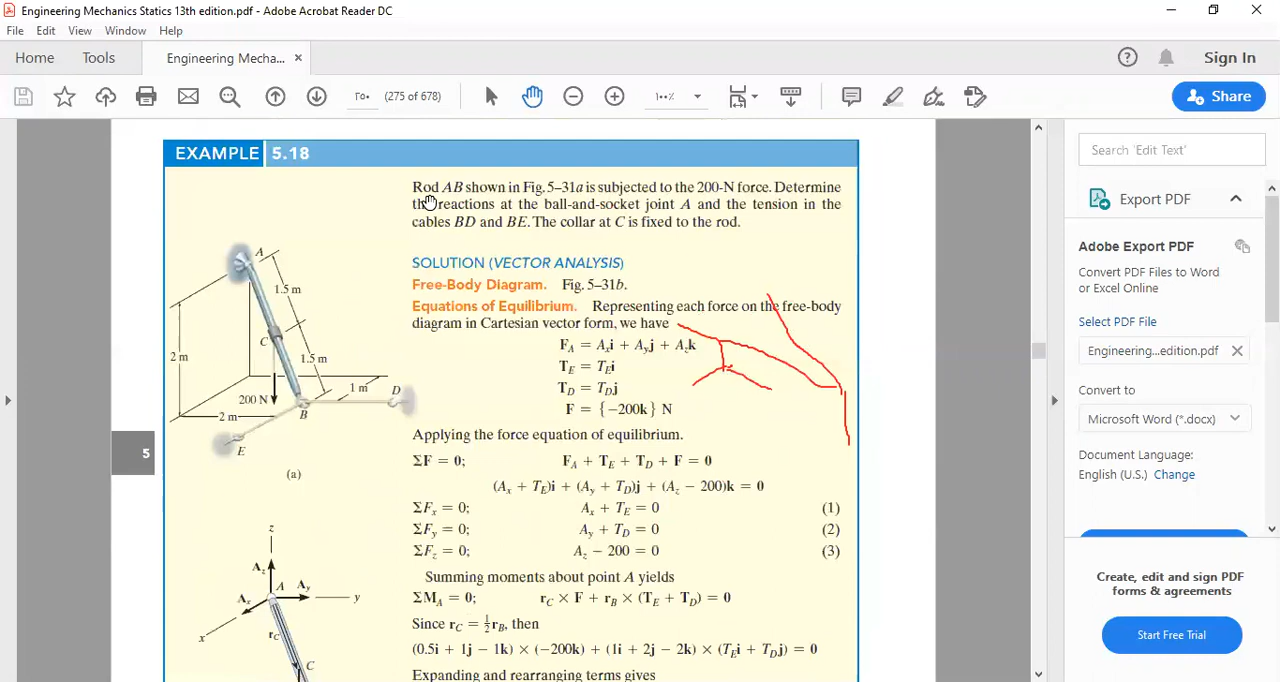 Engineering Mechanics Statics 13th edition.pdf - Adobe Acrobat Reader DC
File Edit View Window Help
Home Tools Engineering Mecha... × Sign In
۲۵۰ (275 of 678) ۱۰۰٪ Share
EXAMPLE 5.18
Rod AB shown in Fig. 5–31a is subjected to the 200-N force. Determine
the reactions at the ball-and-socket joint A and the tension in the
cables BD and BE. The collar at C is fixed to the rod.
SOLUTION (VECTOR ANALYSIS)
Free-Body Diagram. Fig. 5–31b.
Equations of Equilibrium. Representing each force on the free-body
diagram in Cartesian vector form, we have
F_A = A_x i + A_y j + A_z k
T_E = T_E i
T_D = T_D j
F = {−200k} N
Applying the force equation of equilibrium.
ΣF = 0; F_A + T_E + T_D + F = 0
(A_x + T_E)i + (A_y + T_D)j + (A_z − 200)k = 0
ΣF_x = 0; A_x + T_E = 0 (1)
ΣF_y = 0; A_y + T_D = 0 (2)
ΣF_z = 0; A_z − 200 = 0 (3)
Summing moments about point A yields
ΣM_A = 0; r_C × F + r_B × (T_E + T_D) = 0
Since r_C = ½r_B, then
(0.5i + 1j − 1k) × (−200k) + (1i + 2j − 2k) × (T_E i + T_D j) = 0
Expanding and rearranging terms gives
A
1.5 m
C
2 m
1.5 m
1 m
D
200 N
B
2 m
E
(a)
5
z
A_z
A
A_y
y
A_x
x
r_C
C
Search 'Edit Text'
Export PDF
Adobe Export PDF
Convert PDF Files to Word
or Excel Online
Select PDF File
Engineering...edition.pdf
Convert to
Microsoft Word (*.docx)
Document Language:
English (U.S.) Change
Create, edit and sign PDF
forms & agreements
Start Free Trial